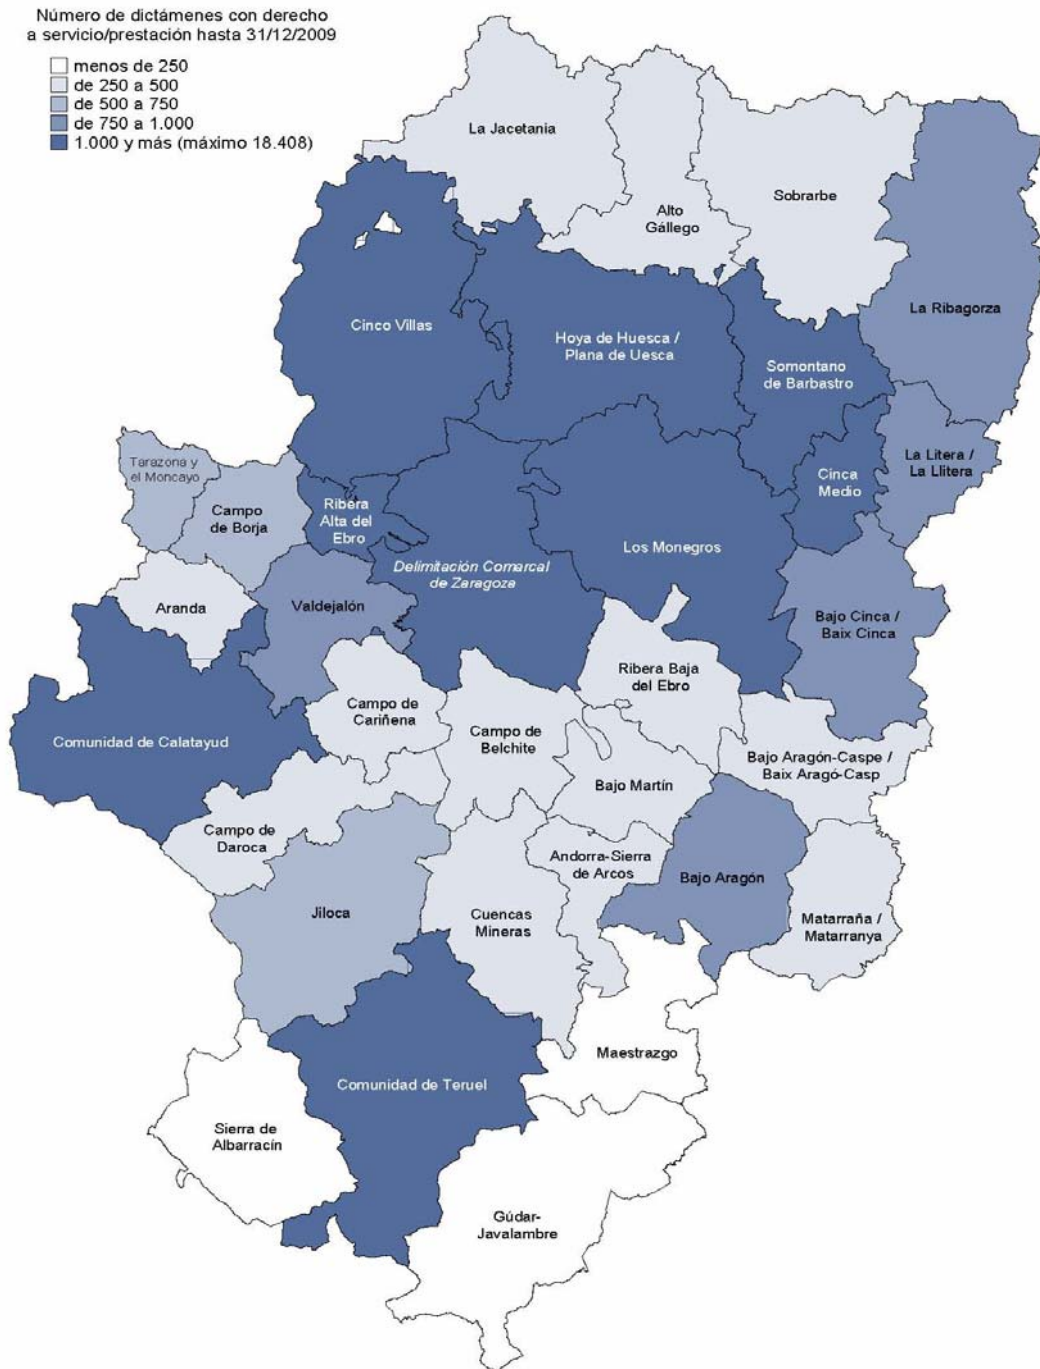 Número de dictámenes con derecho
a servicio/prestación hasta 31/12/2009
menos de 250
de 250 a 500
de 500 a 750
de 750 a 1.000
1.000 y más (máximo 18.408)
La Jacetania
Alto
Gállego
Sobrarbe
La Ribagorza
Cinco Villas
Hoya de Huesca /
Plana de Uesca
Somontano
de Barbastro
La Litera /
La Llitera
Cinca
Medio
Tarazona y
el Moncayo
Campo
de Borja
Ribera
Alta del
Ebro
Delimitación Comarcal
de Zaragoza
Los Monegros
Aranda
Valdejalón
Bajo Cinca /
Baix Cinca
Ribera Baja
del Ebro
Campo de
Cariñena
Comunidad de Calatayud
Campo de
Belchite
Bajo Aragón-Caspe /
Baix Aragó-Casp
Bajo Martín
Campo de
Daroca
Andorra-Sierra
de Arcos
Bajo Aragón
Jiloca
Cuencas
Mineras
Matarraña /
Matarranya
Maestrazgo
Comunidad de Teruel
Sierra de
Albarracín
Gúdar-
Javalambre